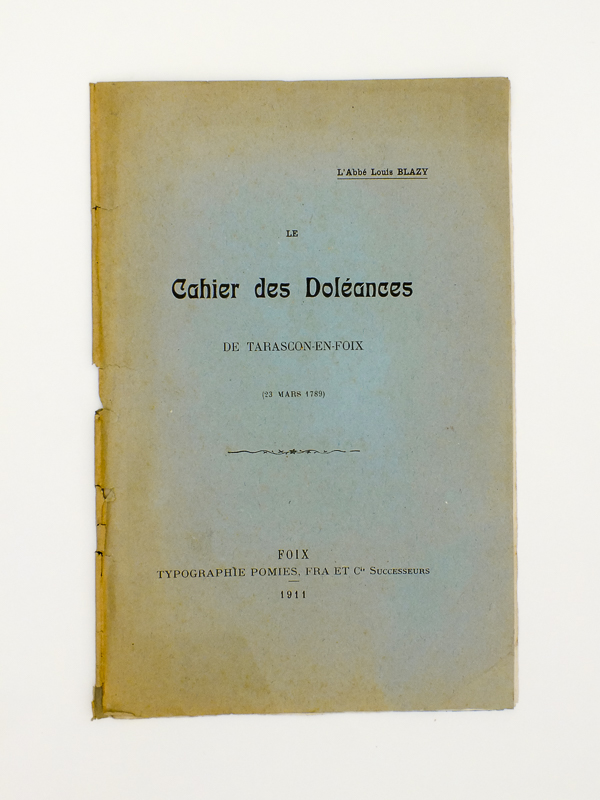 L'Abbé Louis BLAZY
LE
Cahier des Doléances
DE TARASCON-EN-FOIX
(23 MARS 1789)
FOIX
TYPOGRAPHIE POMIES, FRA ET Cie SUCCESSEURS
1911